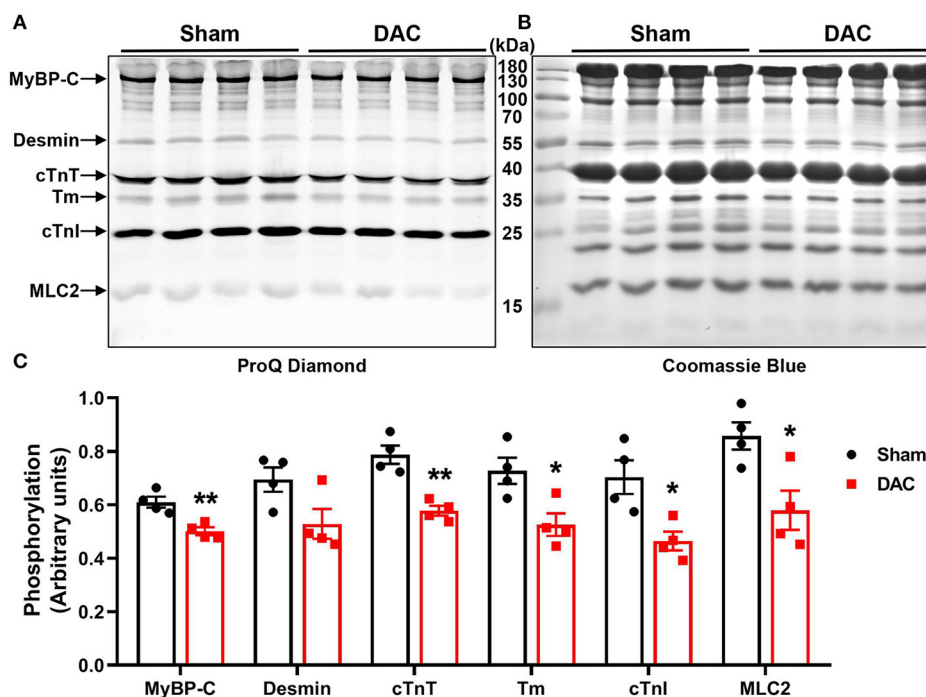 A
Sham DAC
(kDa)
B
Sham DAC
MyBP-C
Desmin
cTnT
Tm
cTnI
MLC2
180
130
100
70
55
40
35
25
15
ProQ Diamond
Coomassie Blue
C
Phosphorylation
(Arbitrary units)
1.0
0.8
0.6
0.4
0.2
0.0
**
**
*
*
*
Sham
DAC
MyBP-C Desmin cTnT Tm cTnI MLC2